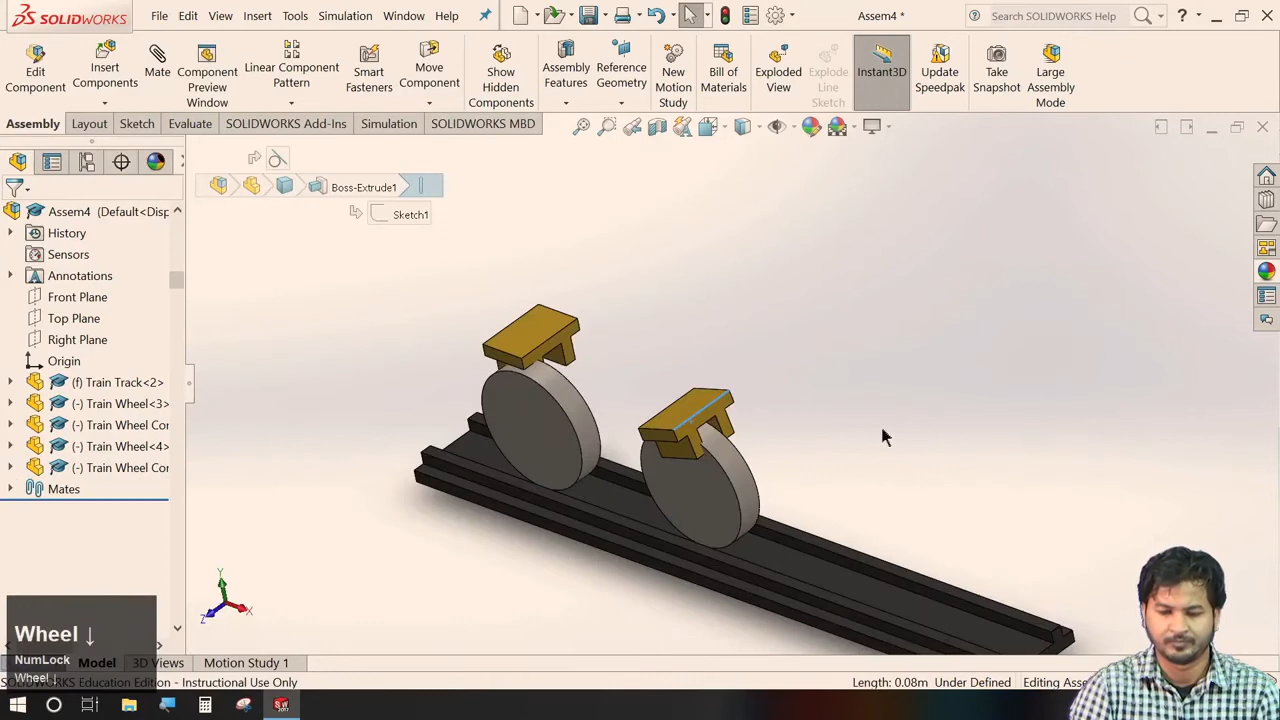 SOLIDWORKS
File Edit View Insert Tools Simulation Window Help
Assem4 *
Search SOLIDWORKS Help
Edit Component
Insert Components
Mate
Component Preview Window
Linear Component Pattern
Smart Fasteners
Move Component
Show Hidden Components
Assembly Features
Reference Geometry
New Motion Study
Bill of Materials
Exploded View
Explode Line Sketch
Instant3D
Update Speedpak
Take Snapshot
Large Assembly Mode
Assembly Layout Sketch Evaluate SOLIDWORKS Add-Ins Simulation SOLIDWORKS MBD
Boss-Extrude1
Sketch1
Assem4 (Default<Disp
History
Sensors
Annotations
Front Plane
Top Plane
Right Plane
Origin
(f) Train Track<2>
(-) Train Wheel<3>
(-) Train Wheel Cor
(-) Train Wheel<4>
(-) Train Wheel Cor
Mates
Y
Z
X
Wheel ↓
NumLock
Wheel ↓
Model 3D Views Motion Study 1
SOLIDWORKS Education Edition - Instructional Use Only
Length: 0.08m Under Defined Editing Asse